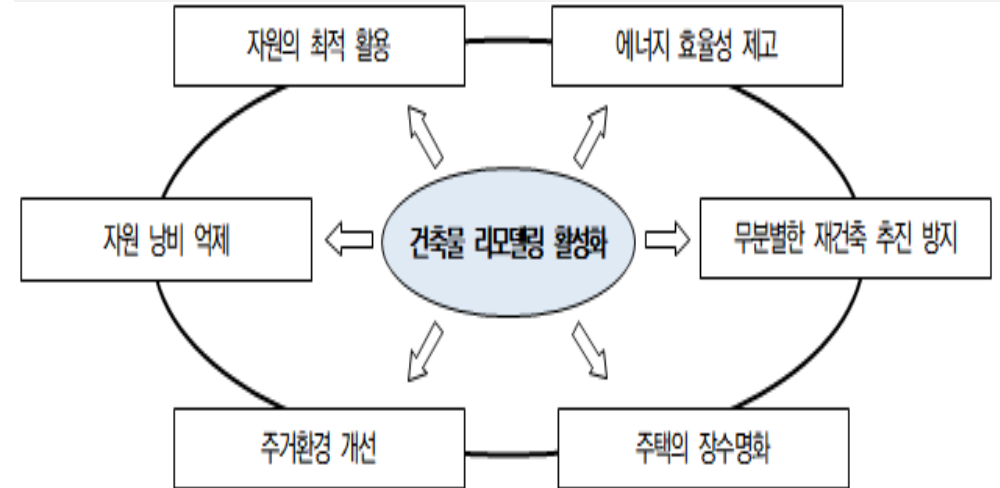 자원의 최적 활용
에너지 효율성 제고
자원 낭비 억제
건축물 리모델링 활성화
무분별한 재건축 추진 방지
주거환경 개선
주택의 장수명화